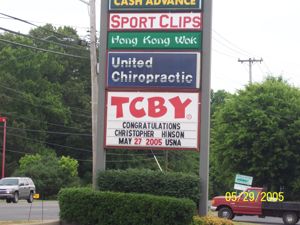 CASH ADVANCE
SPORT CLIPS
Hong Kong Wok
United
Chiropractic
TCBY®
CONGRATULATIONS
CHRISTOPHER HINSON
MAY 27 2005 USNA
05/29/2005